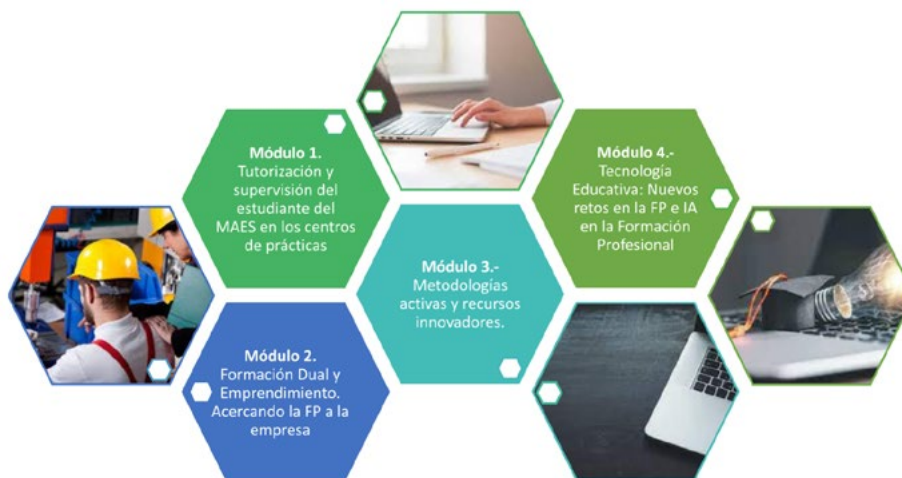 Módulo 1.
Tutorización y
supervisión del
estudiante del
MAES en los centros
de prácticas
Módulo 2.
Formación Dual y
Emprendimiento.
Acercando la FP a la
empresa
Módulo 3.-
Metodologías
activas y recursos
innovadores.
Módulo 4.-
Tecnología
Educativa: Nuevos
retos en la FP e IA
en la Formación
Profesional